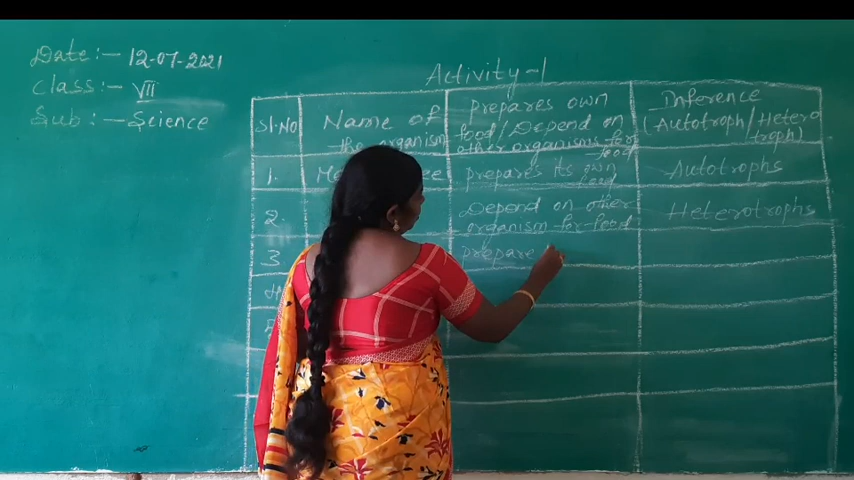 Date:- 12-07-2021
Class:- VII
Sub:- Science
Activity-1
Sl.No
Name of
the organism
prepares own
food/Depend on
other organisms for
food
Inference
(Autotroph/Hetero
troph)
1.
prepares its own
food
Autotrophs
2.
Depend on other
organism for food
Heterotrophs
3.
prepare